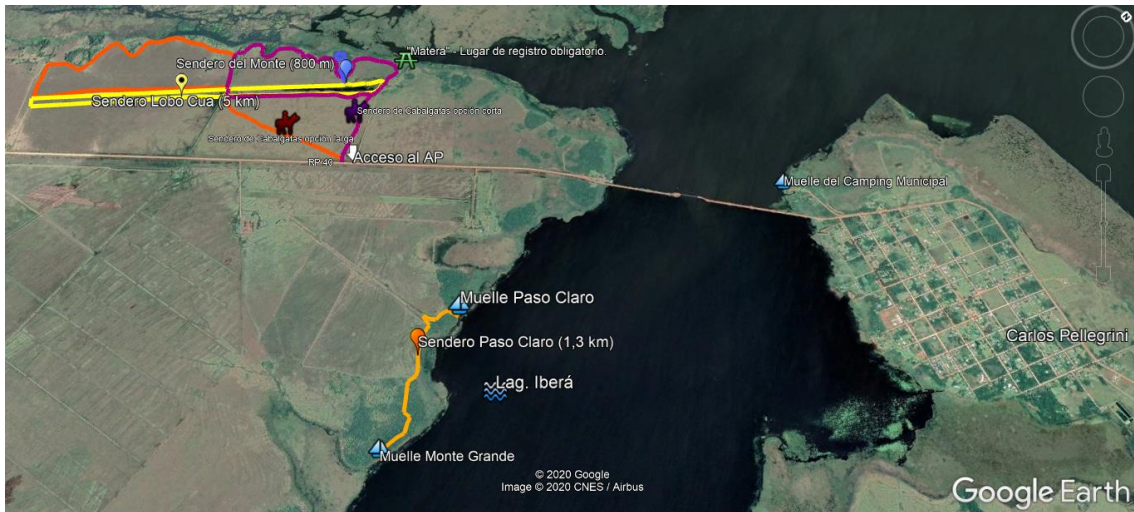 "Matera" - Lugar de registro obligatorio.
Sendero del Monte (800 m)
Sendero Lobo Cua (5 km)
Sendero de Cabalgatas opción corta
Sendero de Cabalgatas opción larga
Acceso al AP
RP 40
Muelle del Camping Municipal
Muelle Paso Claro
Sendero Paso Claro (1,3 km)
Carlos Pellegrini
Lag. Iberá
Muelle Monte Grande
© 2020 Google
Image © 2020 CNES / Airbus
Google Earth